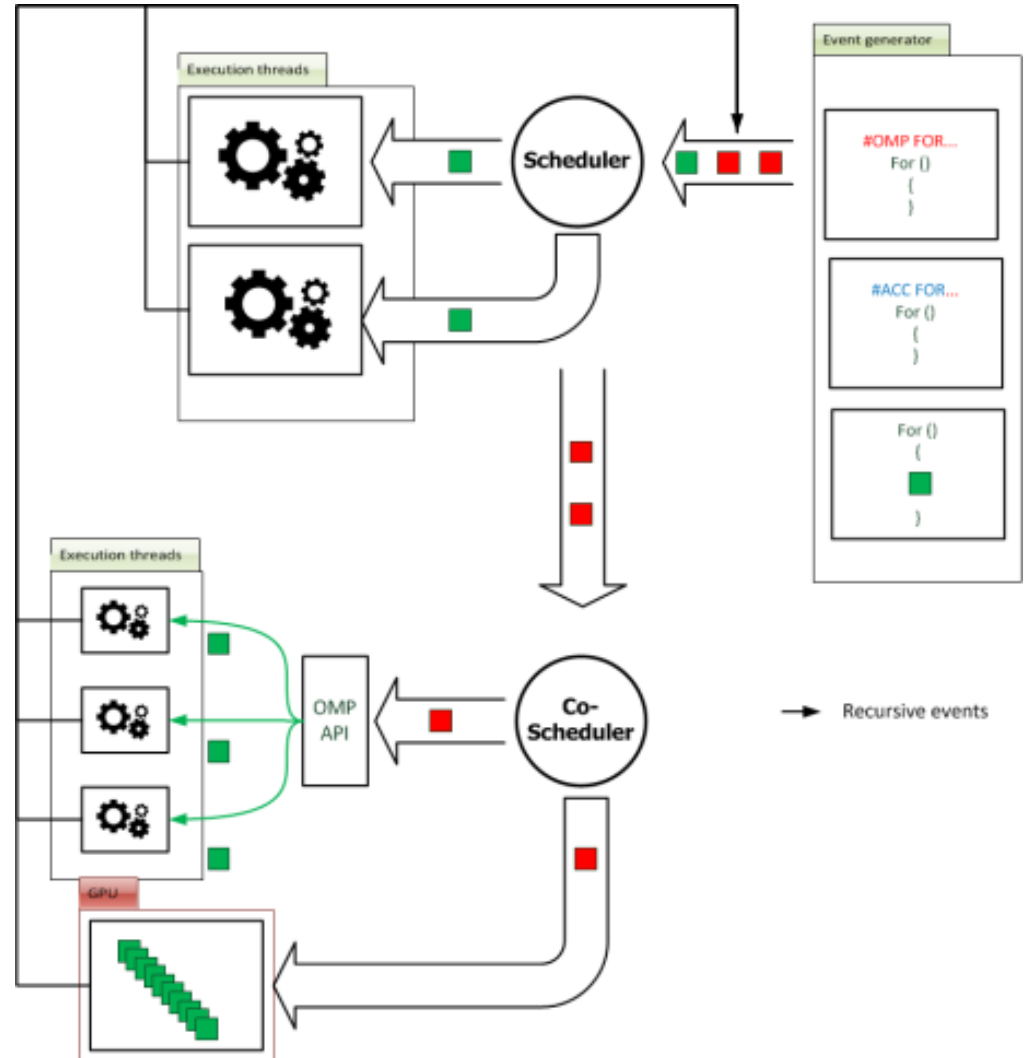 Event generator
Execution threads
#OMP FOR...
For ()
{
}
Scheduler
#ACC FOR...
For ()
{
}
For ()
{
}
Execution threads
OMP
API
Co-
Scheduler
Recursive events
GPU